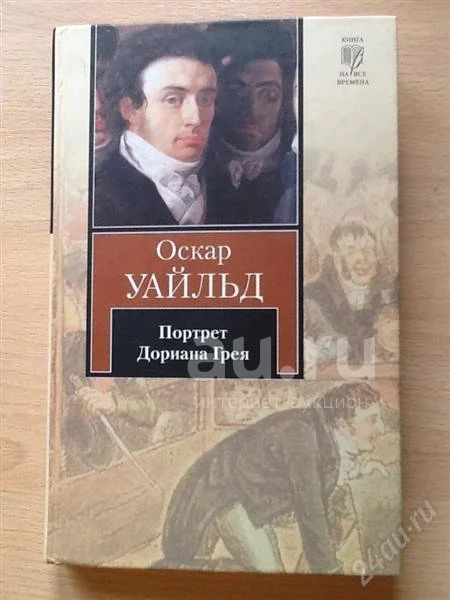 КНИГА
НА ВСЕ
ВРЕМЕНА
Оскар
УАЙЛЬД
Портрет
Дориана Грея
au.ru
интернет-аукцион
24au.ru